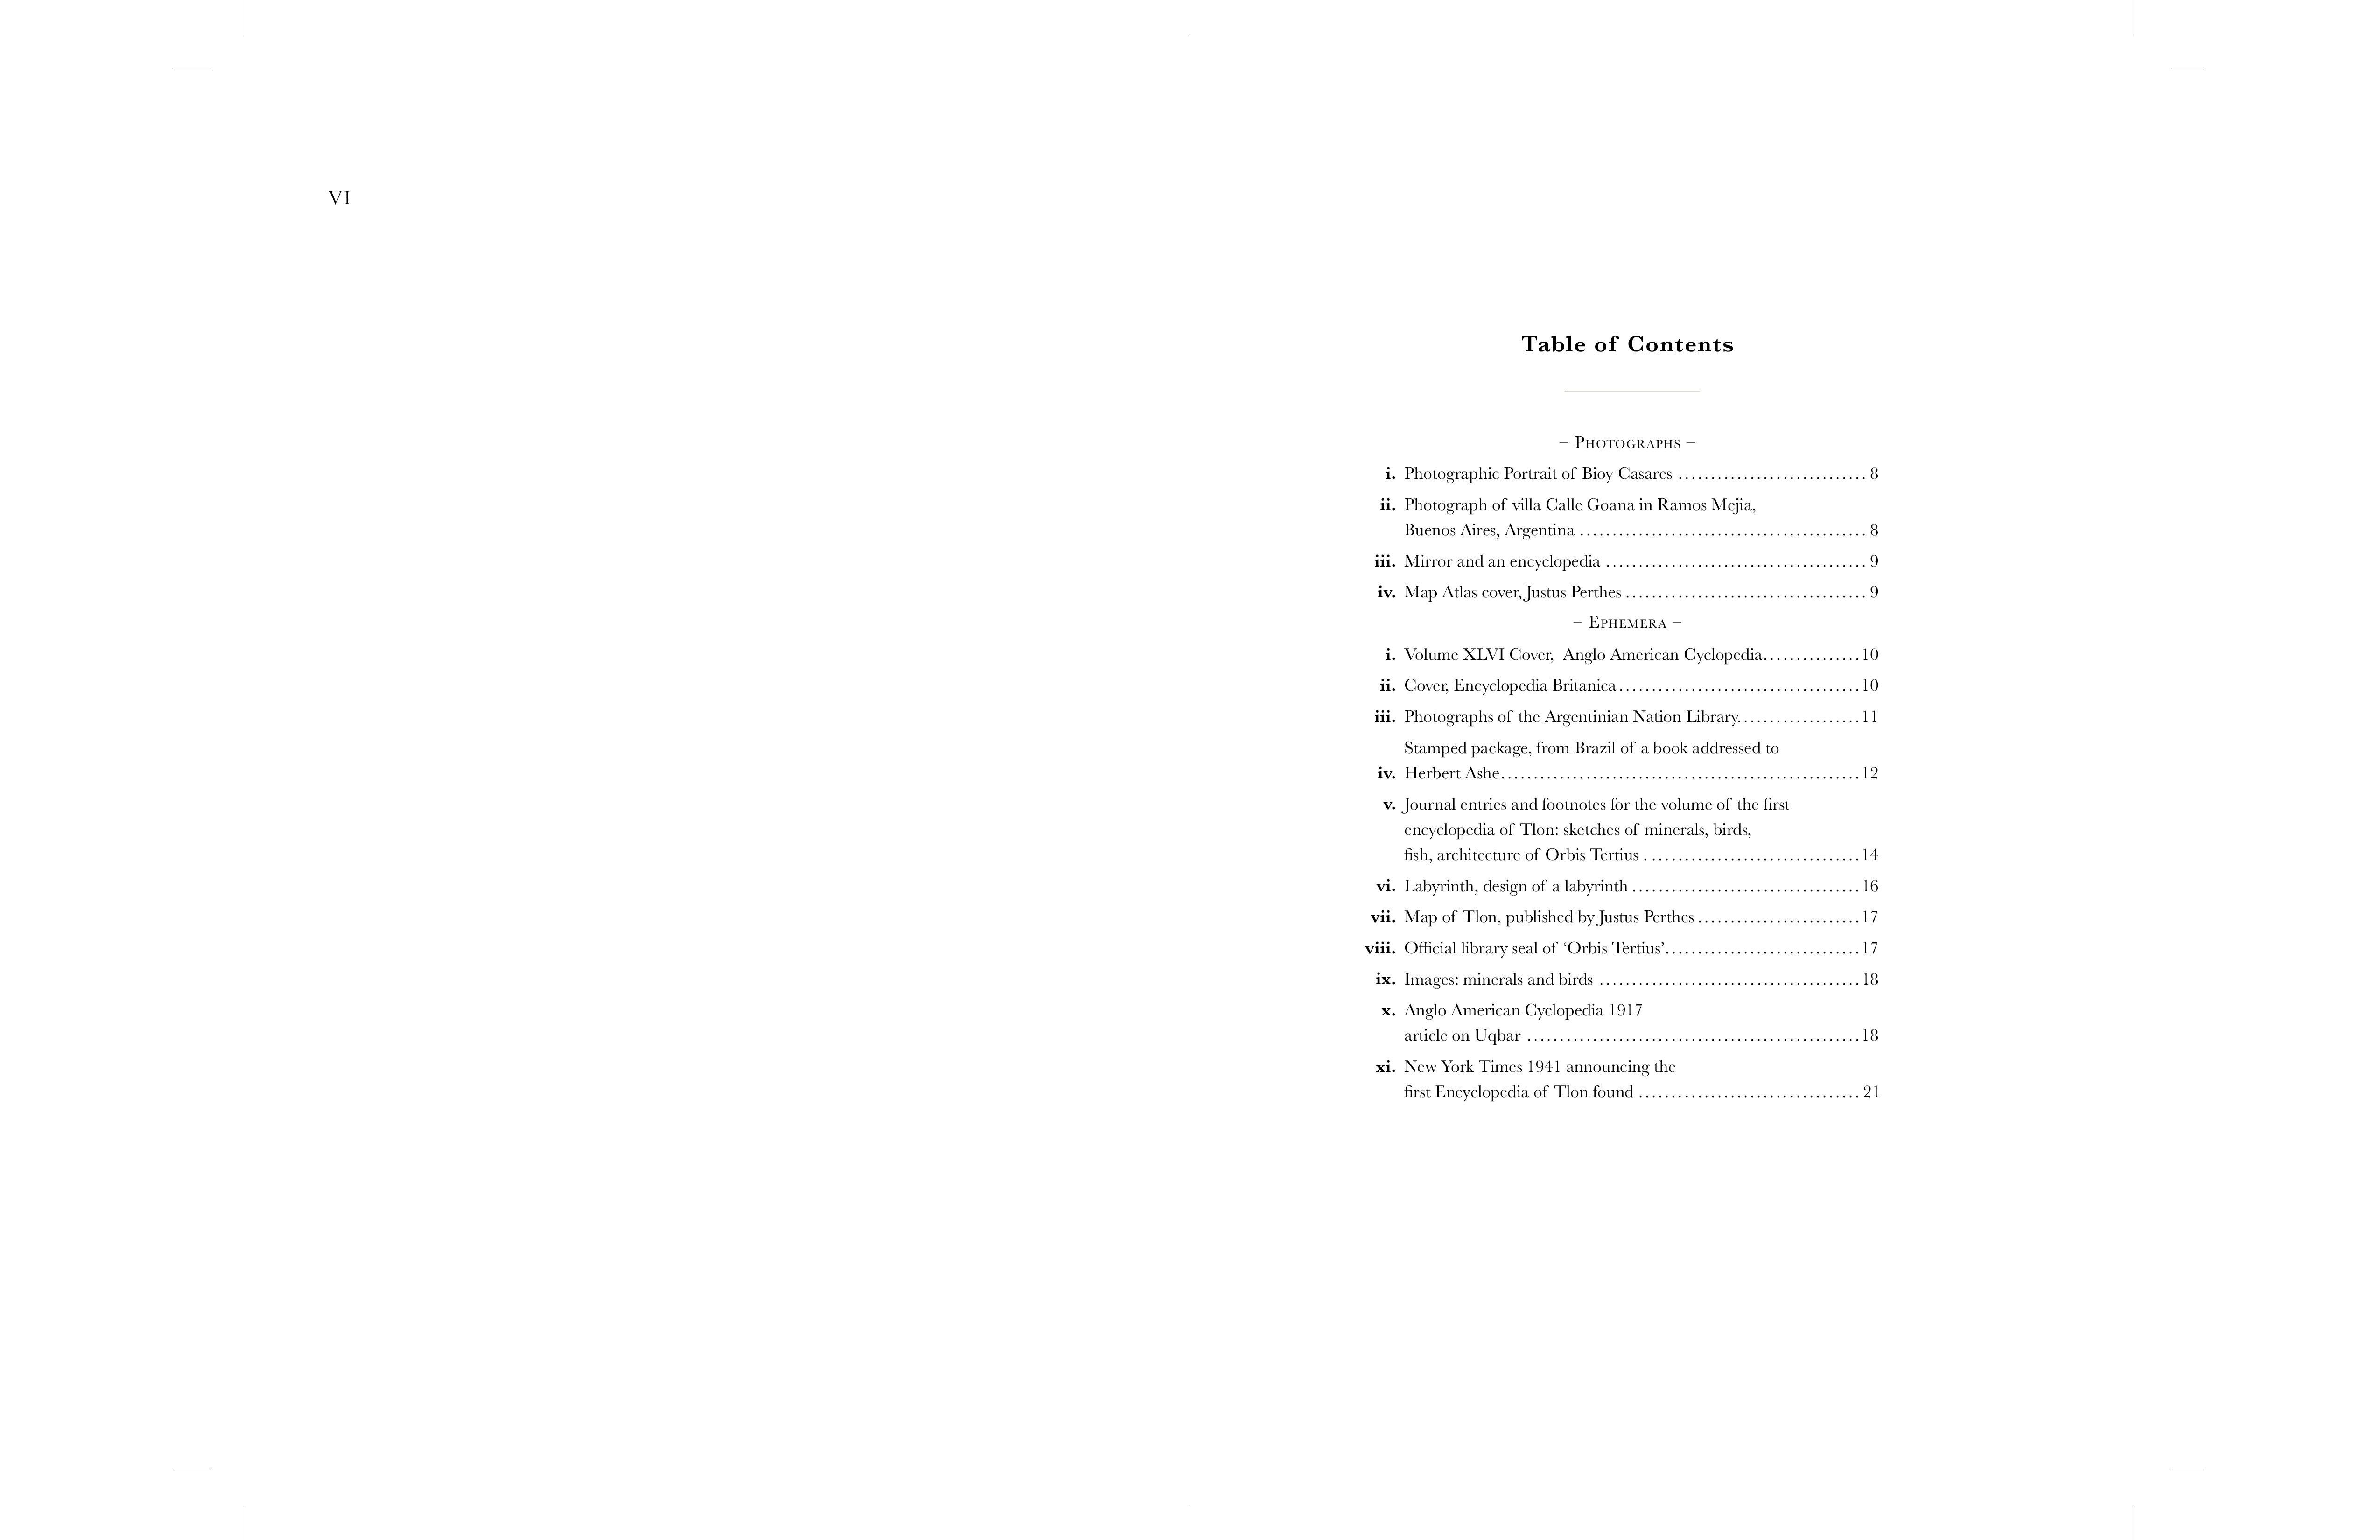 VI
Table of Contents
– Photographs –
i. Photographic Portrait of Bioy Casares ............................. 8
ii. Photograph of villa Calle Goana in Ramos Mejia,
Buenos Aires, Argentina ............................................ 8
iii. Mirror and an encyclopedia ........................................ 9
iv. Map Atlas cover, Justus Perthes ..................................... 9
– Ephemera –
i. Volume XLVI Cover, Anglo American Cyclopedia...............10
ii. Cover, Encyclopedia Britanica.....................................10
iii. Photographs of the Argentinian Nation Library...................11
Stamped package, from Brazil of a book addressed to
iv. Herbert Ashe.......................................................12
v. Journal entries and footnotes for the volume of the first
encyclopedia of Tlon: sketches of minerals, birds,
fish, architecture of Orbis Tertius .................................14
vi. Labyrinth, design of a labyrinth ...................................16
vii. Map of Tlon, published by Justus Perthes .........................17
viii. Official library seal of ‘Orbis Tertius’..............................17
ix. Images: minerals and birds ........................................18
x. Anglo American Cyclopedia 1917
article on Uqbar ...................................................18
xi. New York Times 1941 announcing the
first Encyclopedia of Tlon found .................................. 21